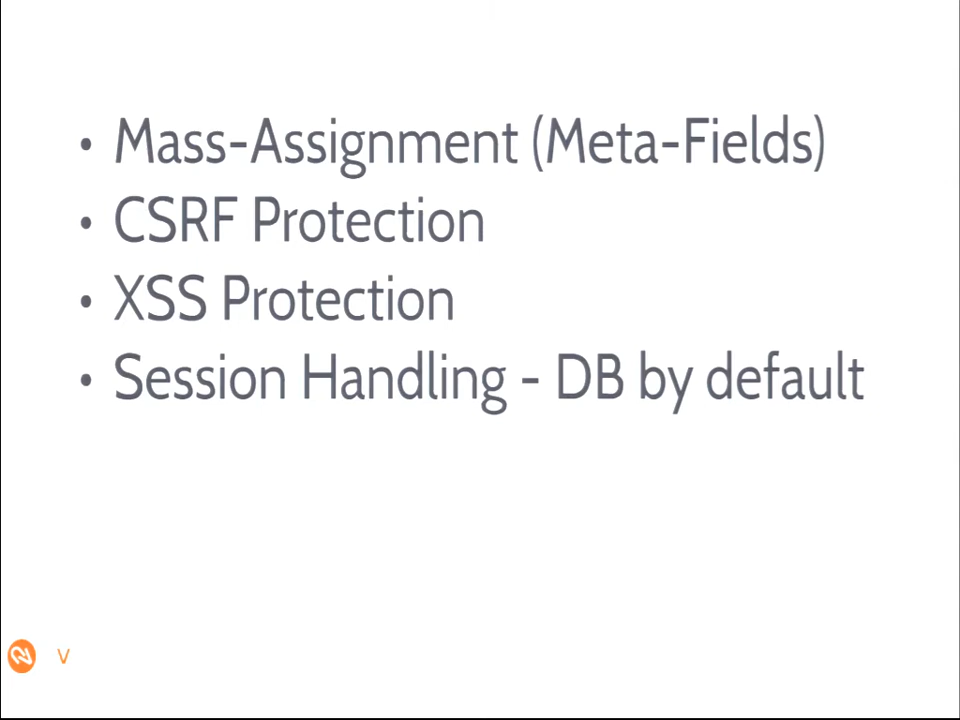 • Mass-Assignment (Meta-Fields)
• CSRF Protection
• XSS Protection
• Session Handling - DB by default
V